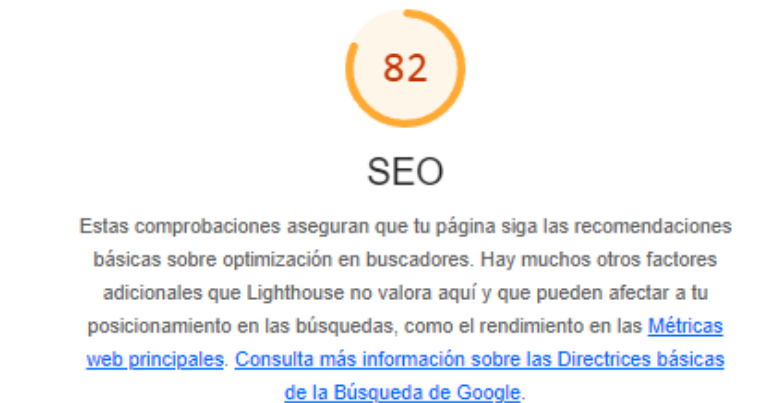 82
SEO
Estas comprobaciones aseguran que tu página siga las recomendaciones
básicas sobre optimización en buscadores. Hay muchos otros factores
adicionales que Lighthouse no valora aquí y que pueden afectar a tu
posicionamiento en las búsquedas, como el rendimiento en las Métricas
web principales. Consulta más información sobre las Directrices básicas
de la Búsqueda de Google.